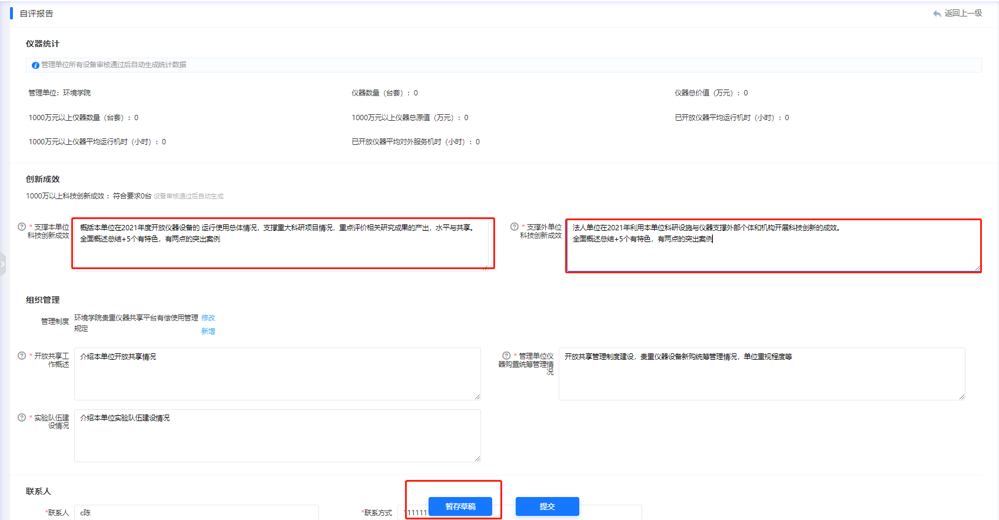 自评报告
返回上一级
仪器统计
管理单位所有设备审核通过后自动生成统计数据
管理单位：环境学院
仪器数量（台套）：0
仪器总价值（万元）：0
1000万元以上仪器数量（台套）：0
1000万元以上仪器总原值（万元）：0
已开放仪器平均运行机时（小时）：0
1000万元以上仪器平均运行机时（小时）：0
已开放仪器平均对外服务机时（小时）：0
创新成效
1000万以上科技创新成效：符合要求0台 设备审核通过后自动生成
* 支撑本单位
科技创新成效
概括本单位在2021年度开放仪器设备的 运行使用总体情况，支撑重大科研项目情况，重点评价相关研究成果的产出，水平与共享。
全面概述总结+5个有特色，有两点的突出案例
* 支撑外单位
科技创新成效
法人单位在2021年利用本单位科研设施与仪器支撑外部个体和机构开展科技创新的成效。
全面概述总结+5个有特色，有两点的突出案例
组织管理
管理制度
环境学院贵重仪器共享平台有偿使用管理
规定
修改
新增
* 开放共享工
作概述
介绍本单位开放共享情况
* 管理单位仪
器购置统筹管理情
况
开放共享管理制度建设，贵重仪器设备新购统筹管理情况，单位重视程度等
* 实验队伍建
设情况
介绍本单位实验队伍建设情况
联系人
*联系人
c陈
*联系方式
暂存草稿
提交